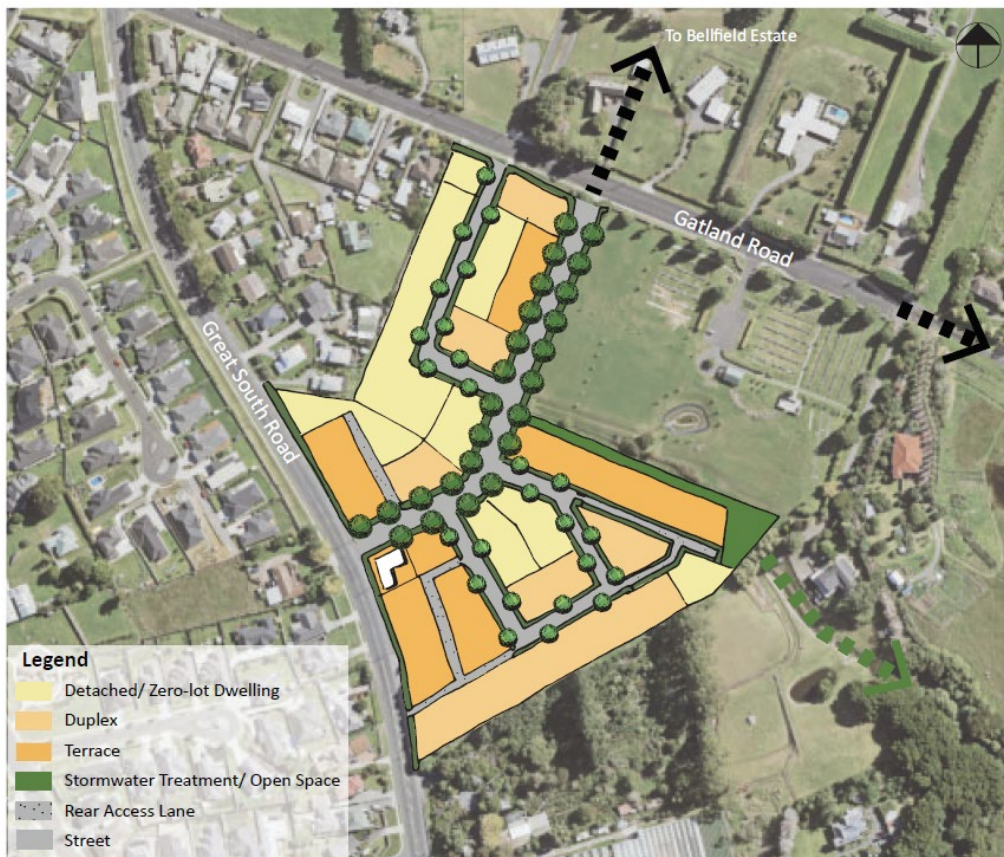 To Bellfield Estate
Gatland Road
Great South Road
Legend
Detached/ Zero-lot Dwelling
Duplex
Terrace
Stormwater Treatment/ Open Space
Rear Access Lane
Street